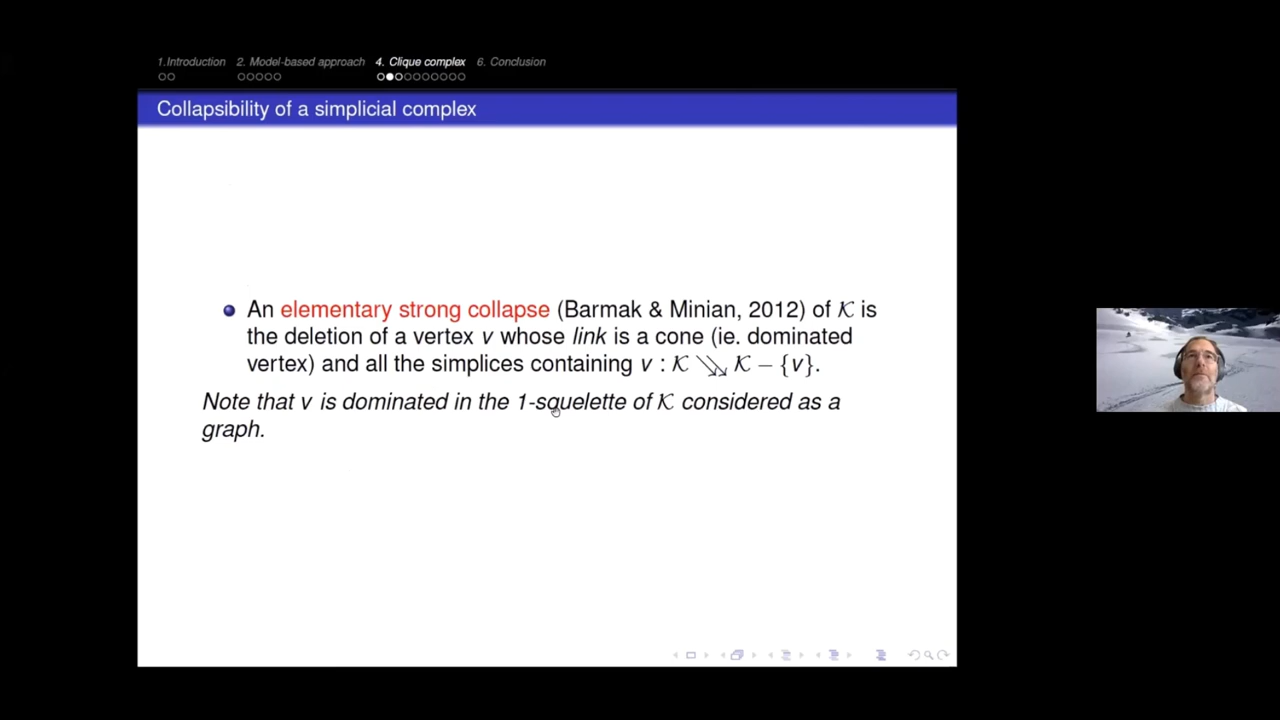 1.Introduction 2. Model-based approach 4. Clique complex 6. Conclusion
Collapsibility of a simplicial complex
An elementary strong collapse (Barmak & Minian, 2012) of 𝒦 is
the deletion of a vertex v whose link is a cone (ie. dominated
vertex) and all the simplices containing v : 𝒦 ⇘ 𝒦 − {v}.
Note that v is dominated in the 1-squelette of 𝒦 considered as a
graph.